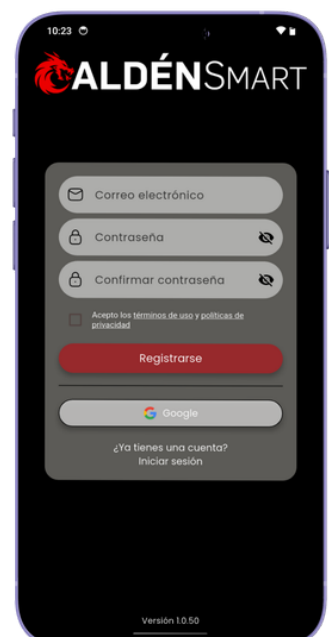 10:23
CALDÉNSMART
Correo electrónico
Contraseña
Confirmar contraseña
Acepto los términos de uso y políticas de
privacidad
Registrarse
Google
¿Ya tienes una cuenta?
Iniciar sesión
Versión 1.0.50